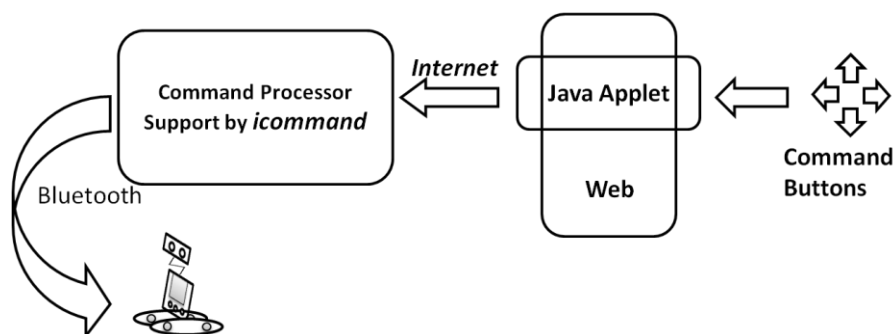 Command Processor
Support by icommand
Internet
Java Applet
Web
Command
Buttons
Bluetooth